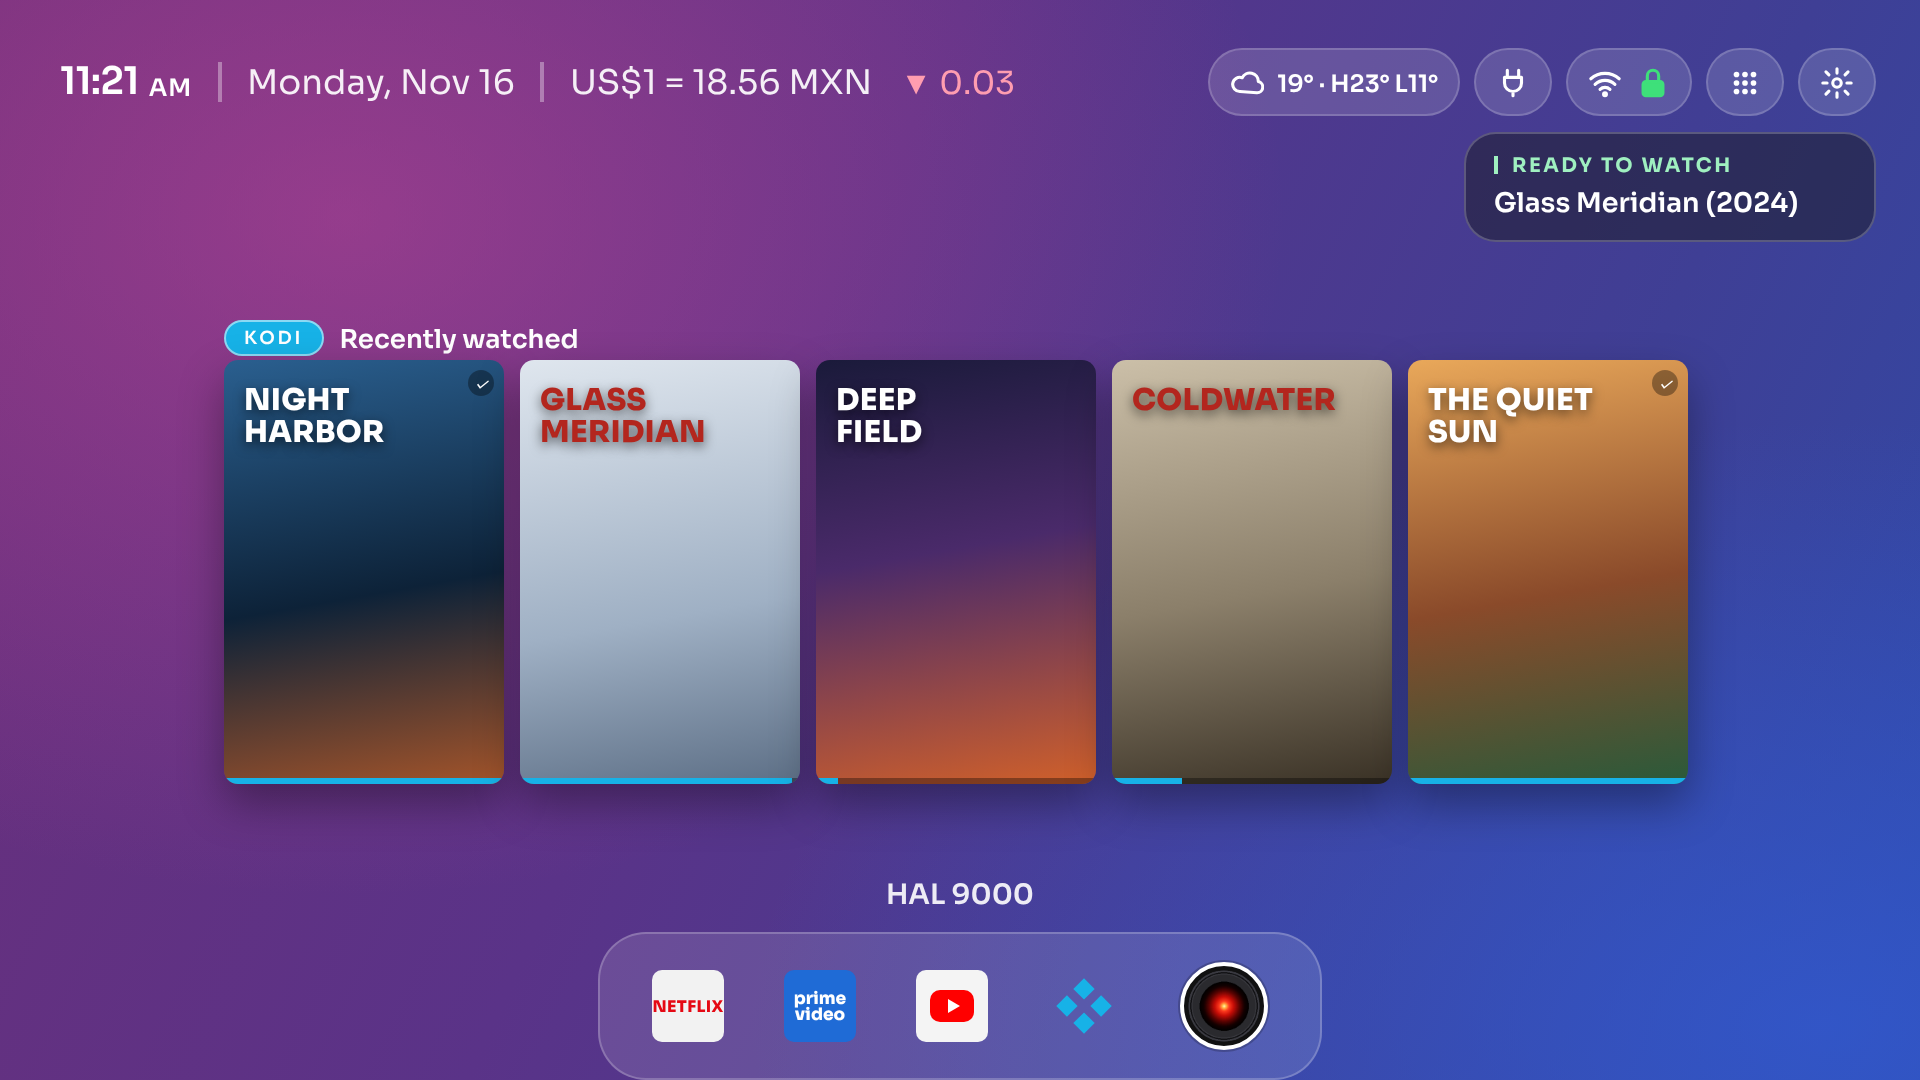 11:21 AM
Monday, Nov 16
US$1 = 18.56 MXN ▼ 0.03
19° · H23° L11°
READY TO WATCH
Glass Meridian (2024)
KODI
Recently watched
NIGHT
HARBOR
GLASS
MERIDIAN
DEEP
FIELD
COLDWATER
THE QUIET
SUN
HAL 9000
NETFLIX
prime
video